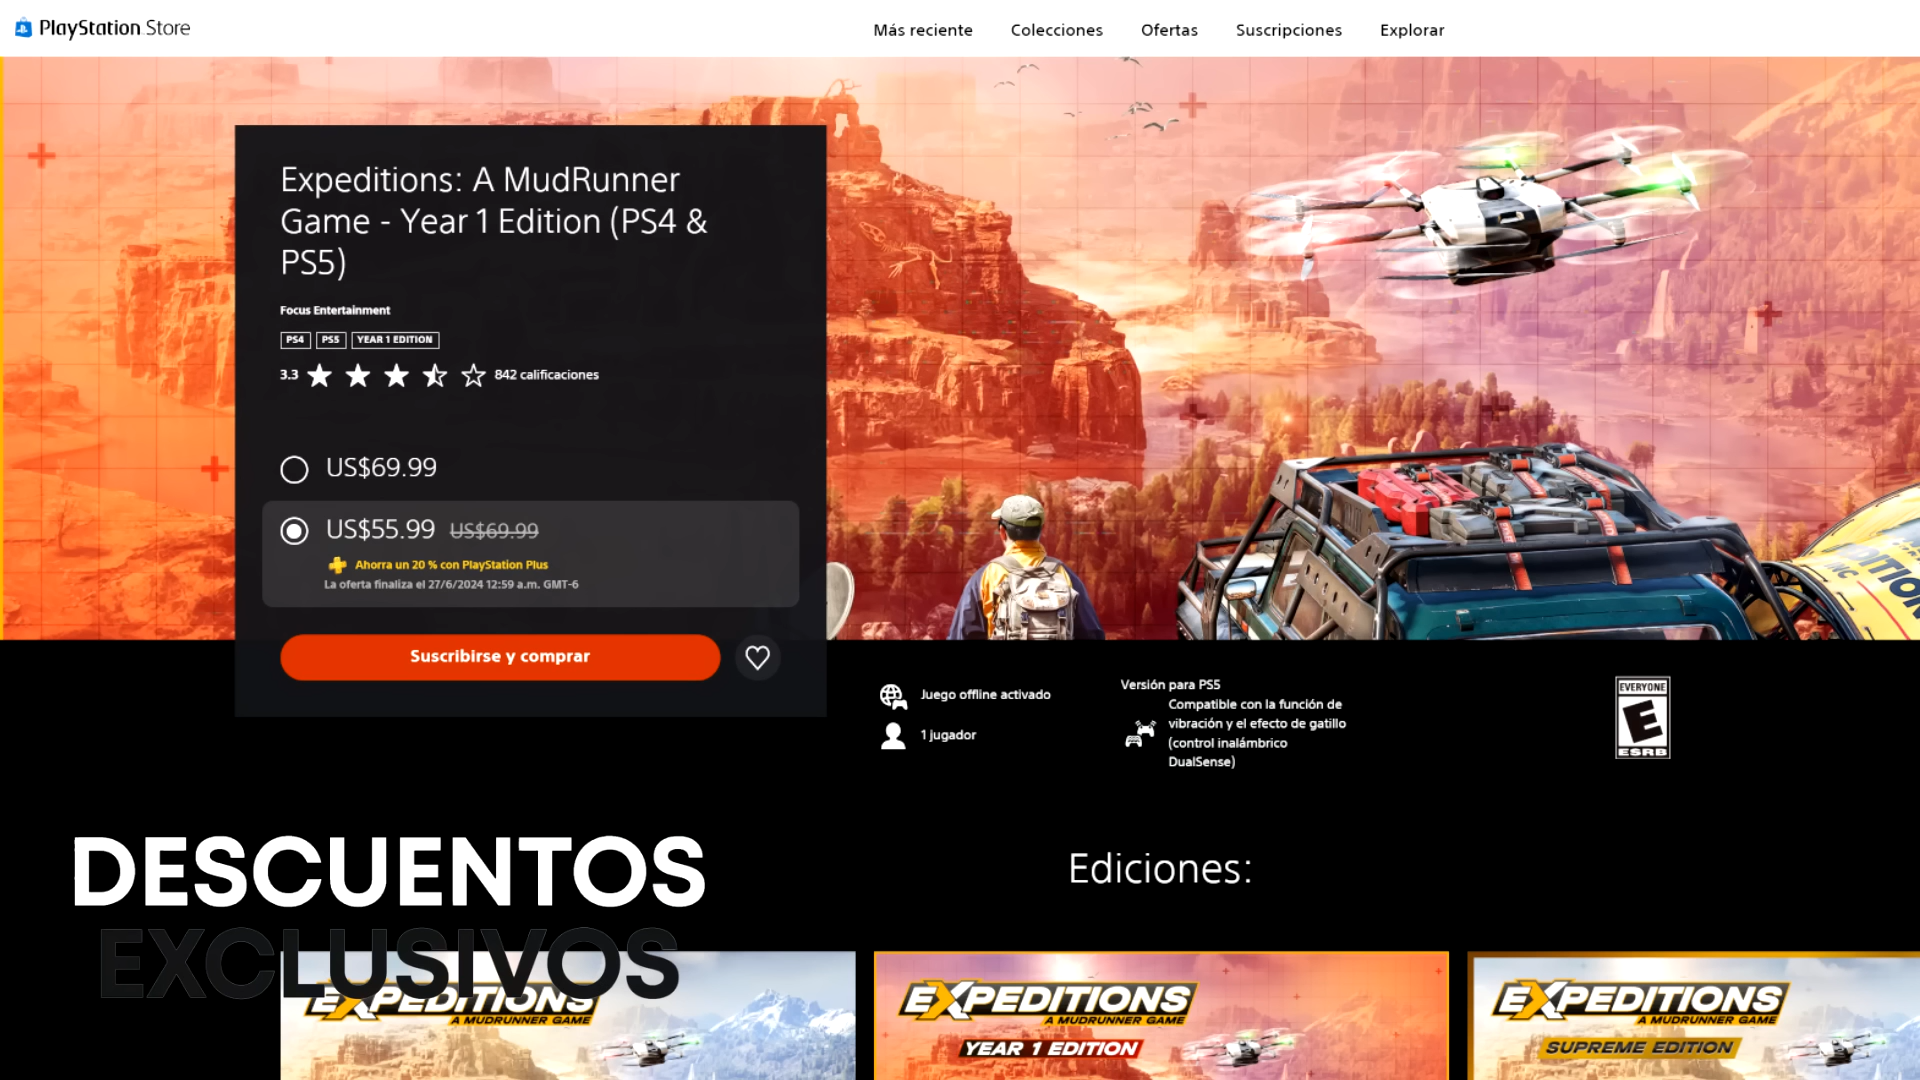 PlayStation Store
Más reciente
Colecciones
Ofertas
Suscripciones
Explorar
Expeditions: A MudRunner
Game - Year 1 Edition (PS4 &
PS5)
Focus Entertainment
PS4
PS5
YEAR 1 EDITION
3.3
842 calificaciones
US$69.99
US$55.99 US$69.99
Ahorra un 20 % con PlayStation Plus
La oferta finaliza el 27/6/2024 12:59 a.m. GMT-6
Suscribirse y comprar
Juego offline activado
1 jugador
Versión para PS5
Compatible con la función de
vibración y el efecto de gatillo
(control inalámbrico
DualSense)
EVERYONE
E
ESRB
DESCUENTOS
EXCLUSIVOS
Ediciones:
EXPEDITIONS
A MUDRUNNER GAME
EXPEDITIONS
A MUDRUNNER GAME
YEAR 1 EDITION
EXPEDITIONS
A MUDRUNNER GAME
SUPREME EDITION